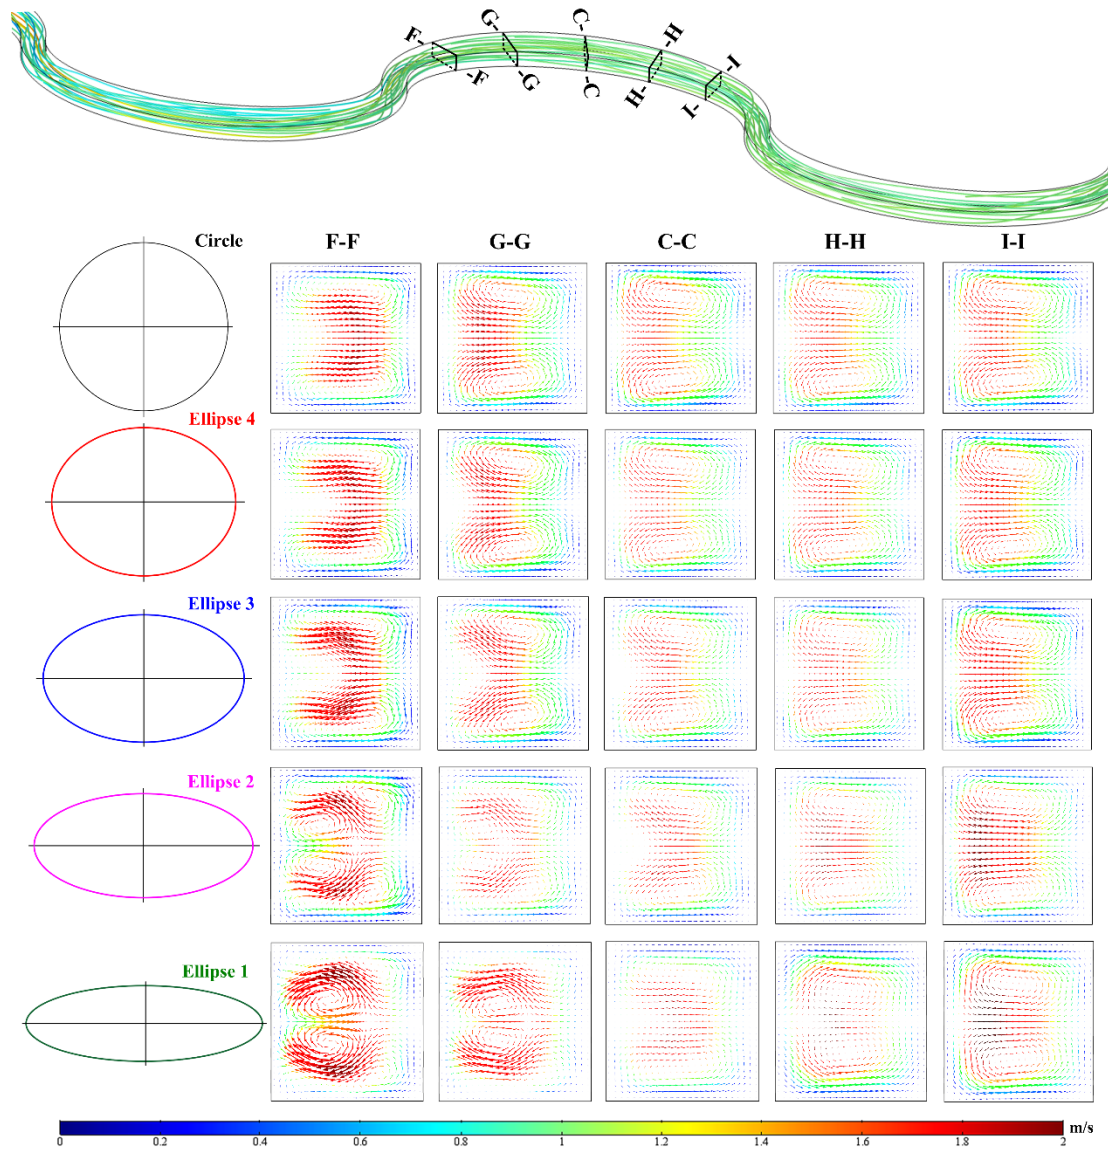 G-
C-
F-
-H
-I
-F
-G
-C
H-
I-
Circle
F-F
G-G
C-C
H-H
I-I
Ellipse 4
Ellipse 3
Ellipse 2
Ellipse 1
m/s
0 0.2 0.4 0.6 0.8 1 1.2 1.4 1.6 1.8 2